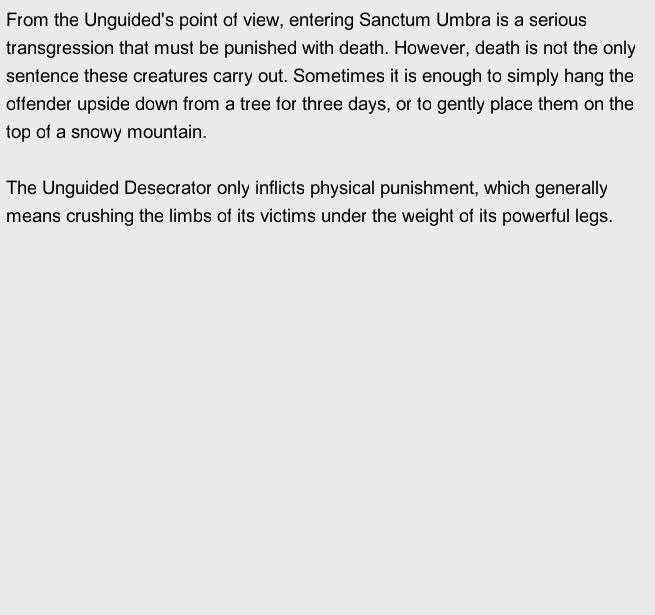 From the Unguided's point of view, entering Sanctum Umbra is a serious
transgression that must be punished with death. However, death is not the only
sentence these creatures carry out. Sometimes it is enough to simply hang the
offender upside down from a tree for three days, or to gently place them on the
top of a snowy mountain.

The Unguided Desecrator only inflicts physical punishment, which generally
means crushing the limbs of its victims under the weight of its powerful legs.